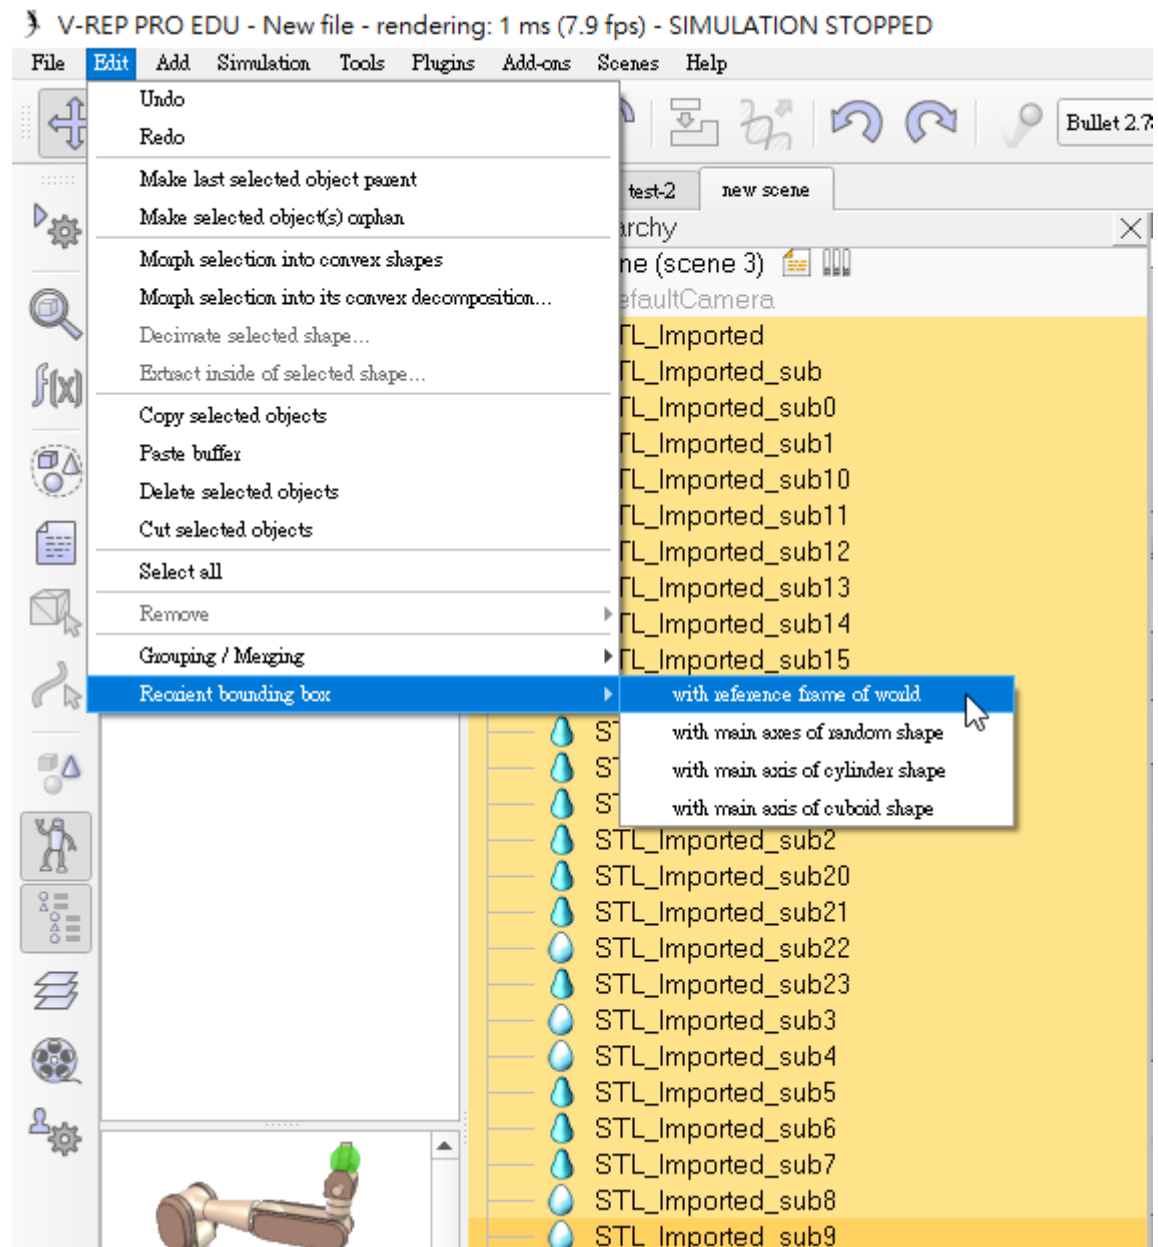 V-REP PRO EDU - New file - rendering: 1 ms (7.9 fps) - SIMULATION STOPPED
File Edit Add Simulation Tools Plugins Add-ons Scenes Help
Undo
Redo
Bullet 2.78
Make last selected object parent
Make selected object(s) orphan
test-2 new scene
Morph selection into convex shapes
Morph selection into its convex decomposition...
Decimate selected shape...
Extract inside of selected shape...
Copy selected objects
Paste buffer
Delete selected objects
Cut selected objects
Select all
Remove
Grouping / Merging
Reorient bounding box
with reference frame of world
with main axes of random shape
with main axis of cylinder shape
with main axis of cuboid shape
f(x)
archy
ne (scene 3)
efaultCamera
TL_Imported
TL_Imported_sub
TL_Imported_sub0
TL_Imported_sub1
TL_Imported_sub10
TL_Imported_sub11
TL_Imported_sub12
TL_Imported_sub13
TL_Imported_sub14
TL_Imported_sub15
ST
ST
ST
STL_Imported_sub2
STL_Imported_sub20
STL_Imported_sub21
STL_Imported_sub22
STL_Imported_sub23
STL_Imported_sub3
STL_Imported_sub4
STL_Imported_sub5
STL_Imported_sub6
STL_Imported_sub7
STL_Imported_sub8
STL_Imported_sub9